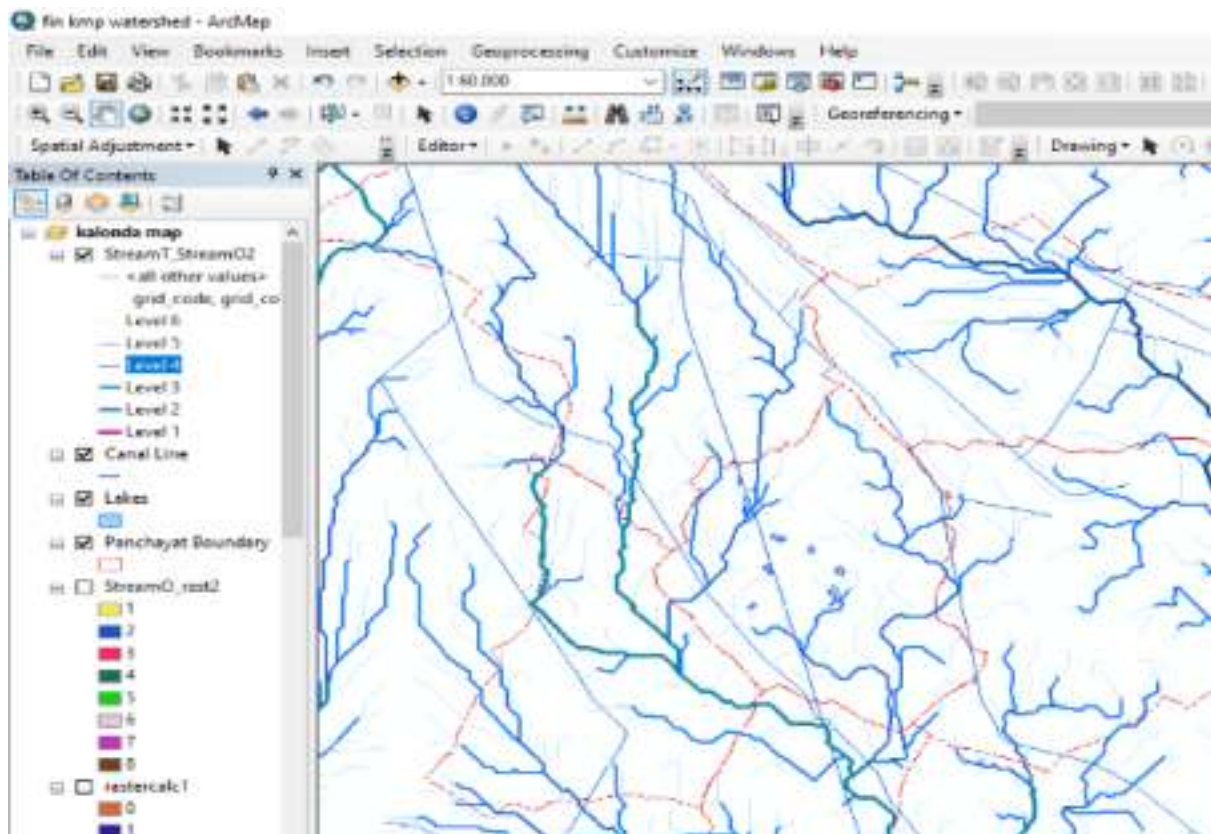 fin kmp watershed - ArcMap
File Edit View Bookmarks Insert Selection Geoprocessing Customize Windows Help
1:60,000
Georeferencing
Spatial Adjustment Editor Drawing
Table Of Contents
kalonda map
StreamT_StreamO2
<all other values>
grid_code, grid_co
Level 6
Level 5
Level 4
Level 3
Level 2
Level 1
Canal Line
Lakes
Panchayat Boundary
StreamO_rast2
1
2
3
4
5
6
7
8
rastercalc1
0
1